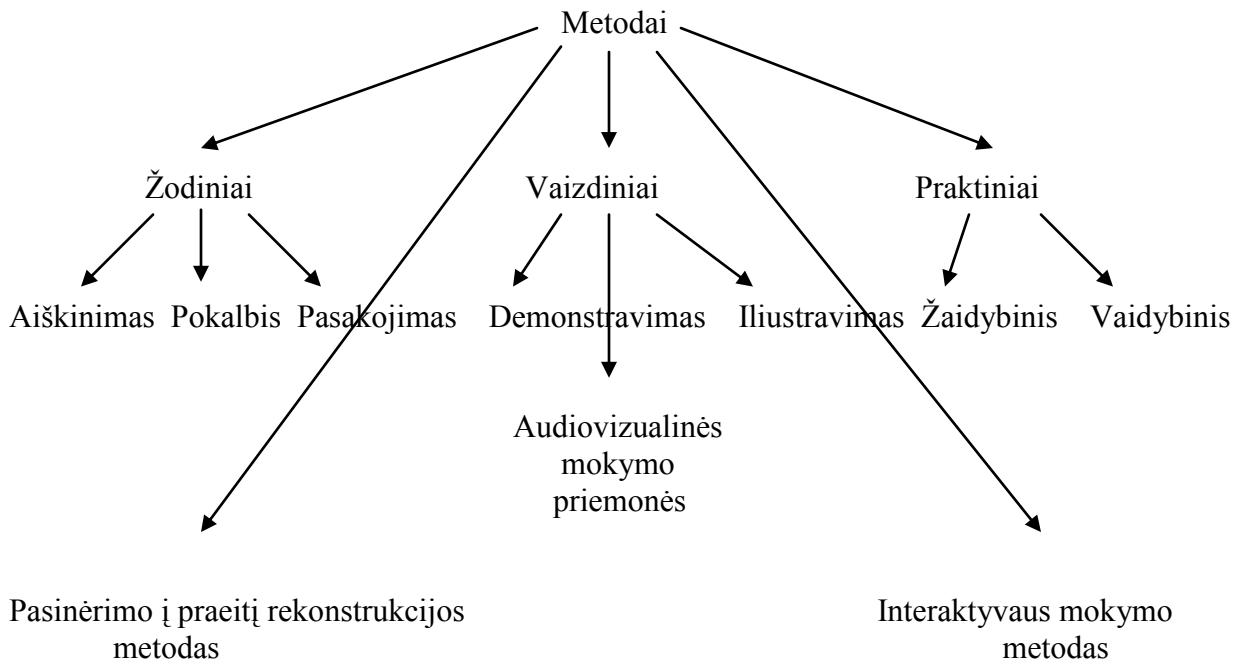 Metodai
Žodiniai Vaizdiniai Praktiniai
Aiškinimas Pokalbis Pasakojimas Demonstravimas Iliustravimas Žaidybinis Vaidybinis
Audiovizualinės
mokymo
priemonės
Pasinėrimo į praeitį rekonstrukcijos
metodas
Interaktyvaus mokymo
metodas